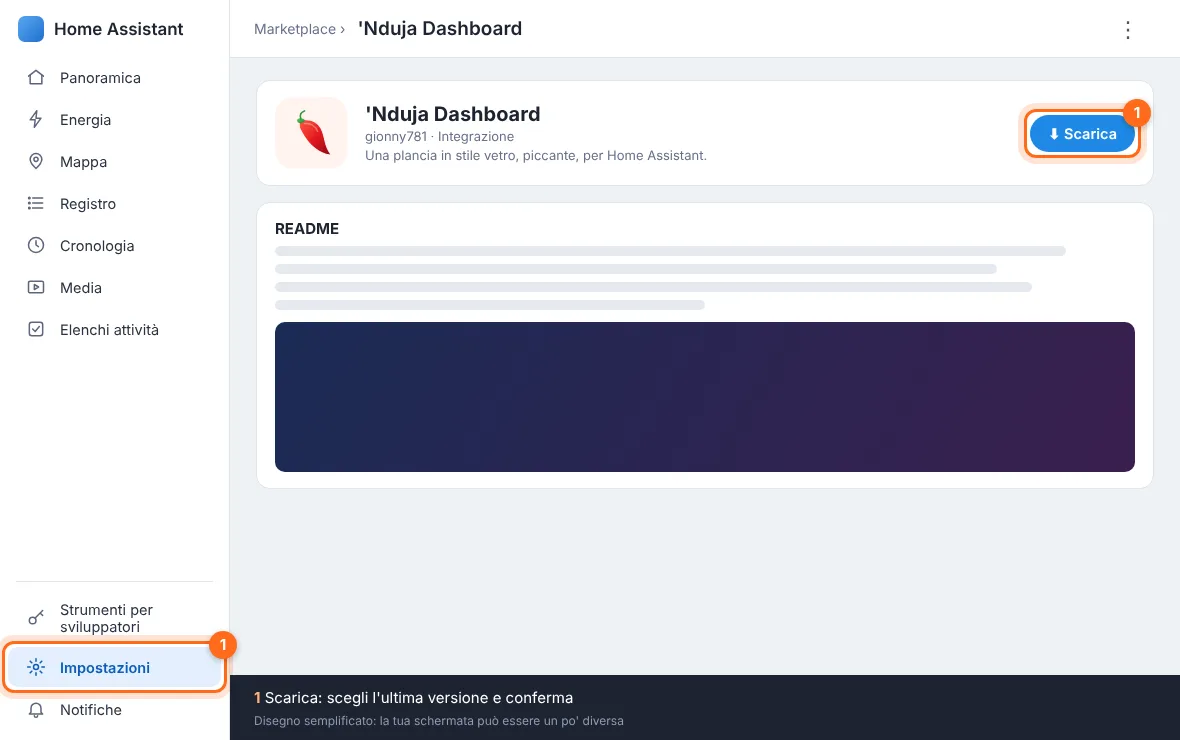 Home Assistant
Panoramica
Energia
Mappa
Registro
Cronologia
Media
Elenchi attività
Strumenti per
sviluppatori
1
Impostazioni
Notifiche
Marketplace › 'Nduja Dashboard
'Nduja Dashboard
gionny781 · Integrazione
Una plancia in stile vetro, piccante, per Home Assistant.
1
⬇ Scarica
README
1 Scarica: scegli l'ultima versione e conferma
Disegno semplificato: la tua schermata può essere un po' diversa